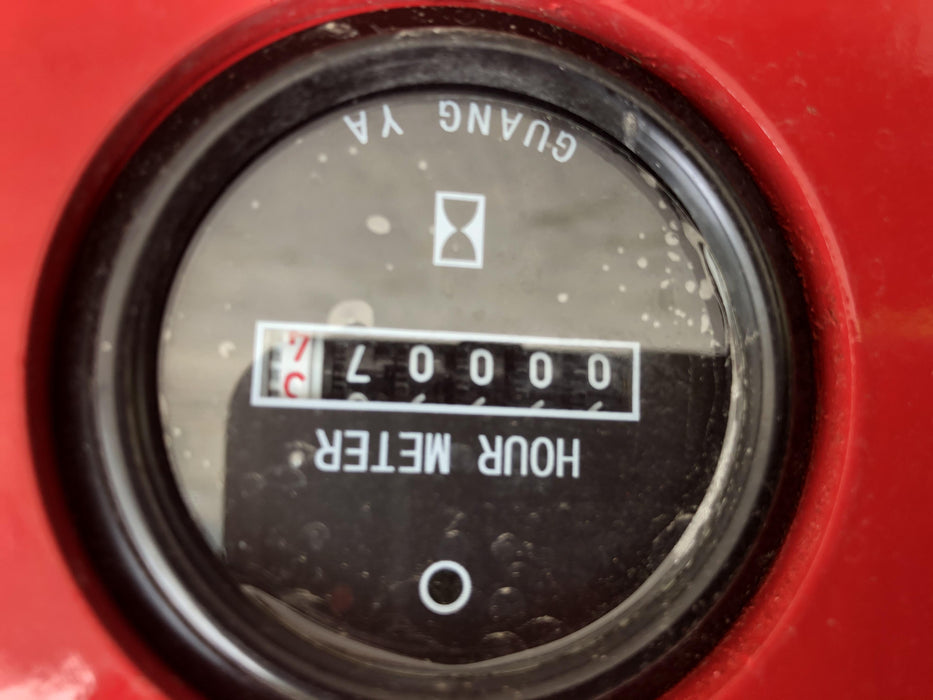 HOUR METER
00007
GUANG YA